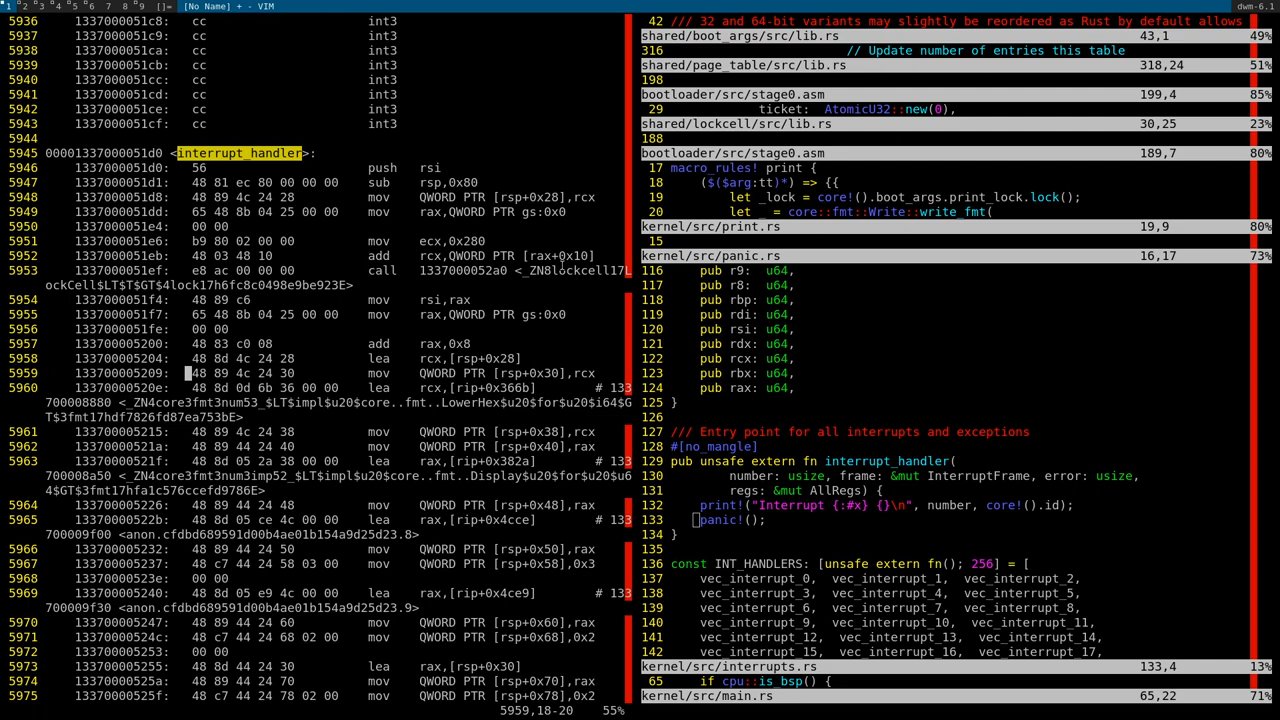 1 2 3 4 5 6 7 8 9 []= [No Name] + - VIM dwm-6.1
5936 1337000051c8: cc int3
5937 1337000051c9: cc int3
5938 1337000051ca: cc int3
5939 1337000051cb: cc int3
5940 1337000051cc: cc int3
5941 1337000051cd: cc int3
5942 1337000051ce: cc int3
5943 1337000051cf: cc int3
5944
5945 00001337000051d0 <interrupt_handler>:
5946 1337000051d0: 56 push rsi
5947 1337000051d1: 48 81 ec 80 00 00 00 sub rsp,0x80
5948 1337000051d8: 48 89 4c 24 28 mov QWORD PTR [rsp+0x28],rcx
5949 1337000051dd: 65 48 8b 04 25 00 00 mov rax,QWORD PTR gs:0x0
5950 1337000051e4: 00 00
5951 1337000051e6: b9 80 02 00 00 mov ecx,0x280
5952 1337000051eb: 48 03 48 10 add rcx,QWORD PTR [rax+0x10]
5953 1337000051ef: e8 ac 00 00 00 call 1337000052a0 <_ZN8lockcell17L
ockCell$LT$T$GT$4lock17h6fc8c0498e9be923E>
5954 1337000051f4: 48 89 c6 mov rsi,rax
5955 1337000051f7: 65 48 8b 04 25 00 00 mov rax,QWORD PTR gs:0x0
5956 1337000051fe: 00 00
5957 133700005200: 48 83 c0 08 add rax,0x8
5958 133700005204: 48 8d 4c 24 28 lea rcx,[rsp+0x28]
5959 133700005209: 48 89 4c 24 30 mov QWORD PTR [rsp+0x30],rcx
5960 13370000520e: 48 8d 0d 6b 36 00 00 lea rcx,[rip+0x366b] # 133
700008880 <_ZN4core3fmt3num53_$LT$impl$u20$core..fmt..LowerHex$u20$for$u20$i64$G
T$3fmt17hdf7826fd87ea753bE>
5961 133700005215: 48 89 4c 24 38 mov QWORD PTR [rsp+0x38],rcx
5962 13370000521a: 48 89 44 24 40 mov QWORD PTR [rsp+0x40],rax
5963 13370000521f: 48 8d 05 2a 38 00 00 lea rax,[rip+0x382a] # 133
700008a50 <_ZN4core3fmt3num3imp52_$LT$impl$u20$core..fmt..Display$u20$for$u20$u6
4$GT$3fmt17hfa1c576ccefd9786E>
5964 133700005226: 48 89 44 24 48 mov QWORD PTR [rsp+0x48],rax
5965 13370000522b: 48 8d 05 ce 4c 00 00 lea rax,[rip+0x4cce] # 133
700009f00 <anon.cfdbd689591d00b4ae01b154a9d25d23.8>
5966 133700005232: 48 89 44 24 50 mov QWORD PTR [rsp+0x50],rax
5967 133700005237: 48 c7 44 24 58 03 00 mov QWORD PTR [rsp+0x58],0x3
5968 13370000523e: 00 00
5969 133700005240: 48 8d 05 e9 4c 00 00 lea rax,[rip+0x4ce9] # 133
700009f30 <anon.cfdbd689591d00b4ae01b154a9d25d23.9>
5970 133700005247: 48 89 44 24 60 mov QWORD PTR [rsp+0x60],rax
5971 13370000524c: 48 c7 44 24 68 02 00 mov QWORD PTR [rsp+0x68],0x2
5972 133700005253: 00 00
5973 133700005255: 48 8d 44 24 30 lea rax,[rsp+0x30]
5974 13370000525a: 48 89 44 24 70 mov QWORD PTR [rsp+0x70],rax
5975 13370000525f: 48 c7 44 24 78 02 00 mov QWORD PTR [rsp+0x78],0x2
5959,18-20 55%
42 /// 32 and 64-bit variants may slightly be reordered as Rust by default allows
shared/boot_args/src/lib.rs 43,1 49%
316 // Update number of entries this table
shared/page_table/src/lib.rs 318,24 51%
198
bootloader/src/stage0.asm 199,4 85%
29 ticket: AtomicU32::new(0),
shared/lockcell/src/lib.rs 30,25 23%
188
bootloader/src/stage0.asm 189,7 80%
17 macro_rules! print {
18 ($($arg:tt)*) => {{
19 let _lock = core!().boot_args.print_lock.lock();
20 let _ = core::fmt::Write::write_fmt(
kernel/src/print.rs 19,9 80%
15
kernel/src/panic.rs 16,17 73%
116 pub r9: u64,
117 pub r8: u64,
118 pub rbp: u64,
119 pub rdi: u64,
120 pub rsi: u64,
121 pub rdx: u64,
122 pub rcx: u64,
123 pub rbx: u64,
124 pub rax: u64,
125 }
126
127 /// Entry point for all interrupts and exceptions
128 #[no_mangle]
129 pub unsafe extern fn interrupt_handler(
130 number: usize, frame: &mut InterruptFrame, error: usize,
131 regs: &mut AllRegs) {
132 print!("Interrupt {:#x} {}\n", number, core!().id);
133 panic!();
134 }
135
136 const INT_HANDLERS: [unsafe extern fn(); 256] = [
137 vec_interrupt_0, vec_interrupt_1, vec_interrupt_2,
138 vec_interrupt_3, vec_interrupt_4, vec_interrupt_5,
139 vec_interrupt_6, vec_interrupt_7, vec_interrupt_8,
140 vec_interrupt_9, vec_interrupt_10, vec_interrupt_11,
141 vec_interrupt_12, vec_interrupt_13, vec_interrupt_14,
142 vec_interrupt_15, vec_interrupt_16, vec_interrupt_17,
kernel/src/interrupts.rs 133,4 13%
65 if cpu::is_bsp() {
kernel/src/main.rs 65,22 71%